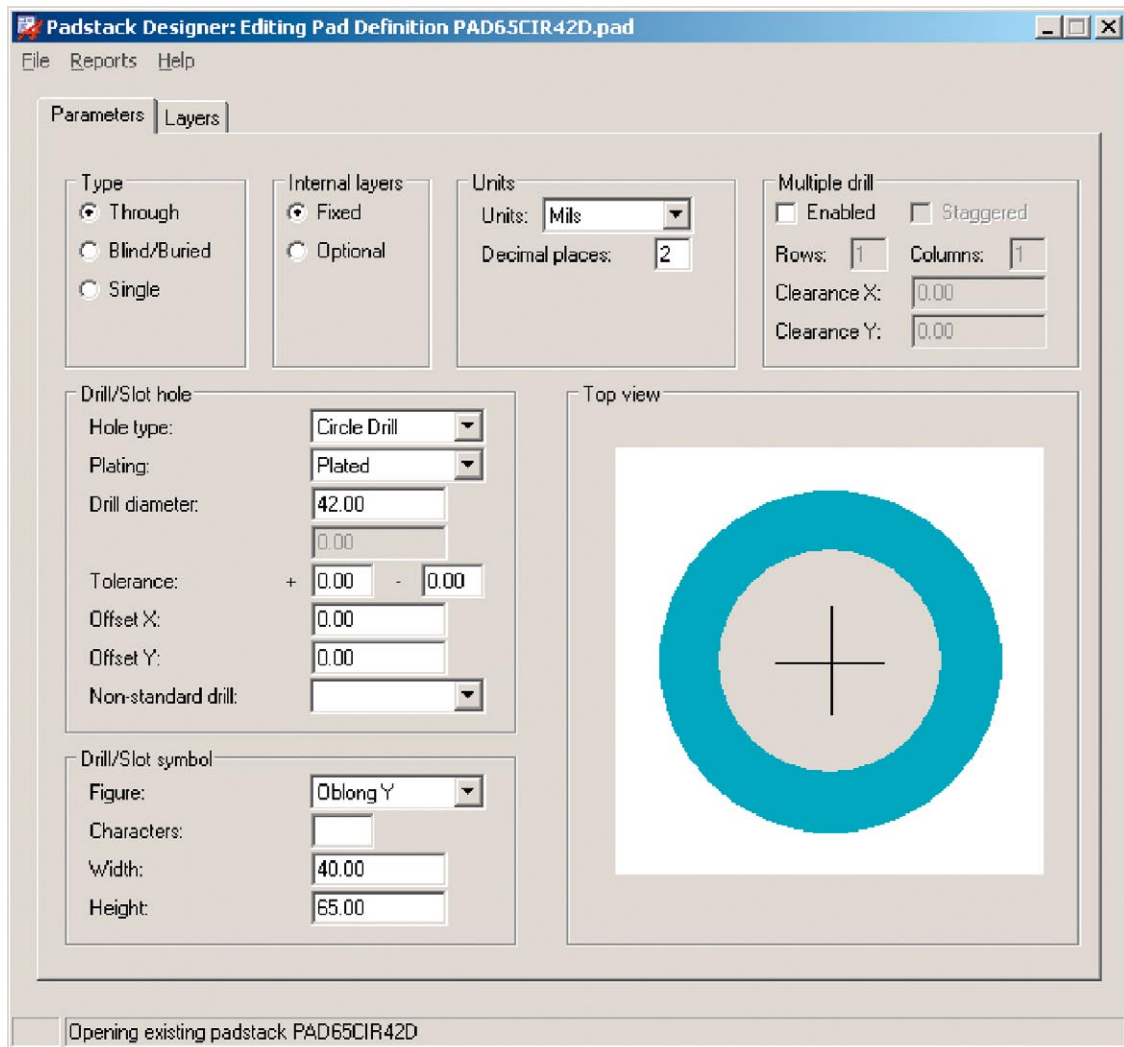 Padstack Designer: Editing Pad Definition PAD65CIR42D.pad
File Reports Help
Parameters Layers
Type
Through
Blind/Buried
Single
Internal layers
Fixed
Optional
Units
Units: Mils
Decimal places: 2
Multiple drill
Enabled Staggered
Rows: 1 Columns: 1
Clearance X: 0.00
Clearance Y: 0.00
Drill/Slot hole
Hole type: Circle Drill
Plating: Plated
Drill diameter: 42.00
0.00
Tolerance: + 0.00 - 0.00
Offset X: 0.00
Offset Y: 0.00
Non-standard drill:
Drill/Slot symbol
Figure: Oblong Y
Characters:
Width: 40.00
Height: 65.00
Top view
Opening existing padstack PAD65CIR42D